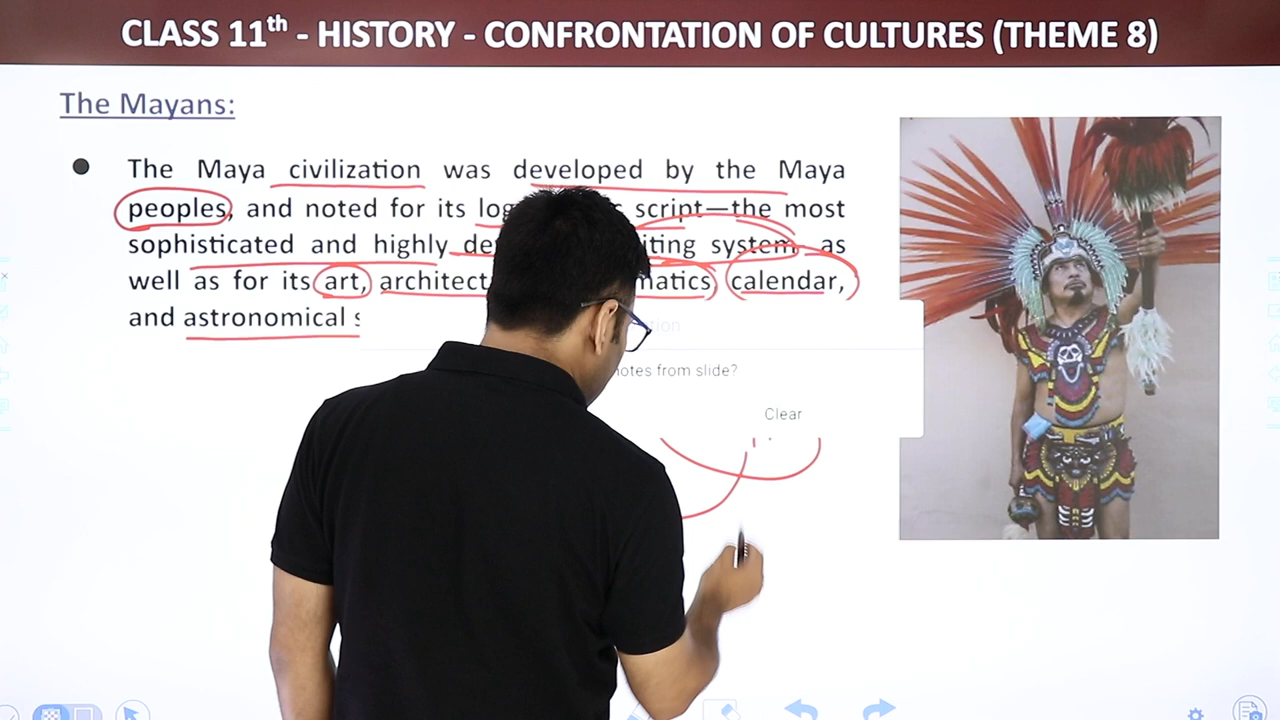 CLASS 11th - HISTORY - CONFRONTATION OF CULTURES (THEME 8)
The Mayans:
● The Maya civilization was developed by the Maya
peoples, and noted for its script—the most
sophisticated and highly system as
well as for its art, calendar,
and astronomical
notes from slide?
Clear